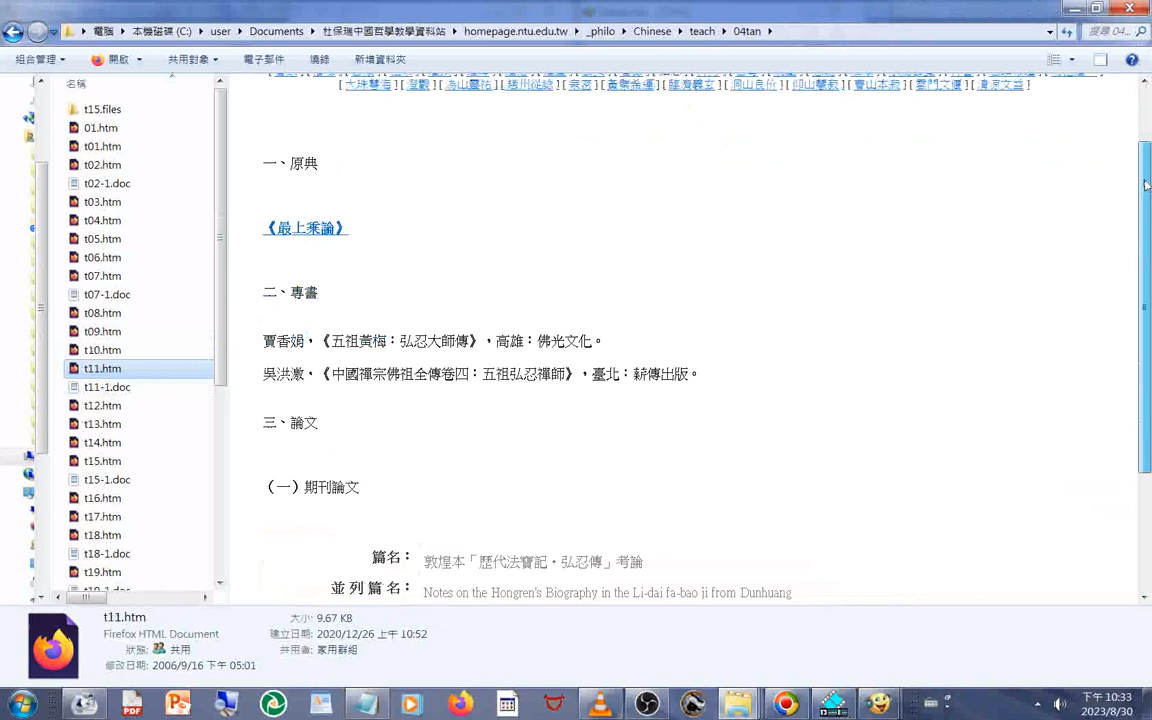 電腦 ▸ 本機磁碟 (C:) ▸ user ▸ Documents ▸ 杜保瑞中國哲學教學資料站 ▸ homepage.ntu.edu.tw ▸ _philo ▸ Chinese ▸ teach ▸ 04tan ▸
搜尋 04...
組合管理 開啟 共用對象 電子郵件 燒錄 新增資料夾
名稱
t15.files
01.htm
t01.htm
t02.htm
t02-1.doc
t03.htm
t04.htm
t05.htm
t06.htm
t07.htm
t07-1.doc
t08.htm
t09.htm
t10.htm
t11.htm
t11-1.doc
t12.htm
t13.htm
t14.htm
t15.htm
t15-1.doc
t16.htm
t17.htm
t18.htm
t18-1.doc
t19.htm
[大珠慧海] [澄觀] [溈山靈祐] [趙州從諗] [宗密] [黃檗希運] [臨濟義玄] [洞山良价] [仰山慧寂] [曹山本寂] [雲門文偃] [清涼文益]
一、原典
《最上乘論》
二、專書
賈香娟，《五祖黃梅：弘忍大師傳》，高雄：佛光文化。
吳洪激，《中國禪宗佛祖全傳卷四：五祖弘忍禪師》，臺北：薪傳出版。
三、論文
（一）期刊論文
篇名： 敦煌本「歷代法寶記‧弘忍傳」考論
並列篇名： Notes on the Hongren's Biography in the Li-dai fa-bao ji from Dunhuang
t11.htm
Firefox HTML Document
狀態: 共用
修改日期: 2006/9/16 下午 05:01
大小: 9.67 KB
建立日期: 2020/12/26 上午 10:52
共用者: 家用群組
下午 10:33
2023/8/30